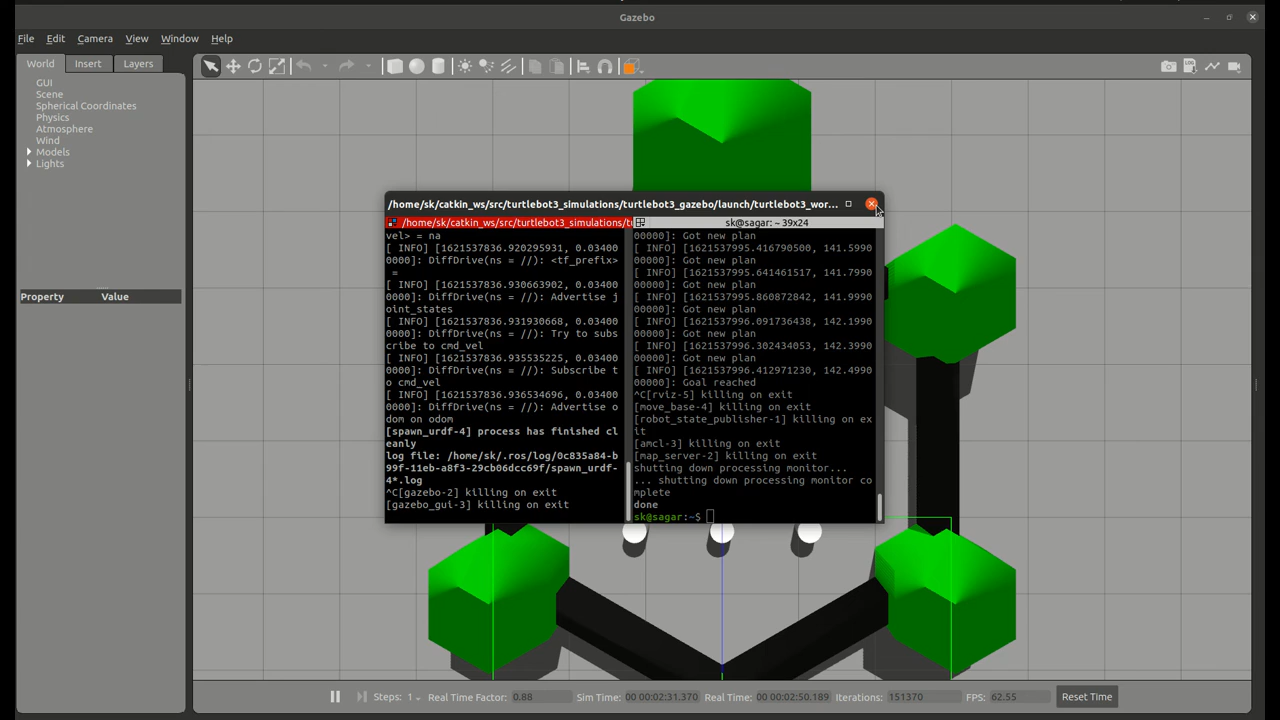 Gazebo
File Edit Camera View Window Help
World Insert Layers
GUI
Scene
Spherical Coordinates
Physics
Atmosphere
Wind
Models
Lights
Property Value
/home/sk/catkin_ws/src/turtlebot3_simulations/turtlebot3_gazebo/launch/turtlebot3_wor...
/home/sk/catkin_ws/src/turtlebot3_simulations/tu
vel> = na
[ INFO] [1621537836.920295931, 0.03400
0000]: DiffDrive(ns = //): <tf_prefix>
=
[ INFO] [1621537836.930663902, 0.03400
0000]: DiffDrive(ns = //): Advertise j
oint_states
[ INFO] [1621537836.931930668, 0.03400
0000]: DiffDrive(ns = //): Try to subs
cribe to cmd_vel
[ INFO] [1621537836.935535225, 0.03400
0000]: DiffDrive(ns = //): Subscribe t
o cmd_vel
[ INFO] [1621537836.936534696, 0.03400
0000]: DiffDrive(ns = //): Advertise o
dom on odom
[spawn_urdf-4] process has finished cl
eanly
log file: /home/sk/.ros/log/0c835a84-b
99f-11eb-a8f3-29cb06dcc69f/spawn_urdf-
4*.log
^C[gazebo-2] killing on exit
[gazebo_gui-3] killing on exit
sk@sagar: ~ 39x24
00000]: Got new plan
[ INFO] [1621537995.416790500, 141.5990
00000]: Got new plan
[ INFO] [1621537995.641461517, 141.7990
00000]: Got new plan
[ INFO] [1621537995.860872842, 141.9990
00000]: Got new plan
[ INFO] [1621537996.091736438, 142.1990
00000]: Got new plan
[ INFO] [1621537996.302434053, 142.3990
00000]: Got new plan
[ INFO] [1621537996.412971230, 142.4990
00000]: Goal reached
^C[rviz-5] killing on exit
[move_base-4] killing on exit
[robot_state_publisher-1] killing on ex
it
[amcl-3] killing on exit
[map_server-2] killing on exit
shutting down processing monitor...
... shutting down processing monitor co
mplete
done
sk@sagar:~$
Steps: 1 Real Time Factor: 0.88 Sim Time: 00 00:02:31.370 Real Time: 00 00:02:50.189 Iterations: 151370 FPS: 62.55 Reset Time